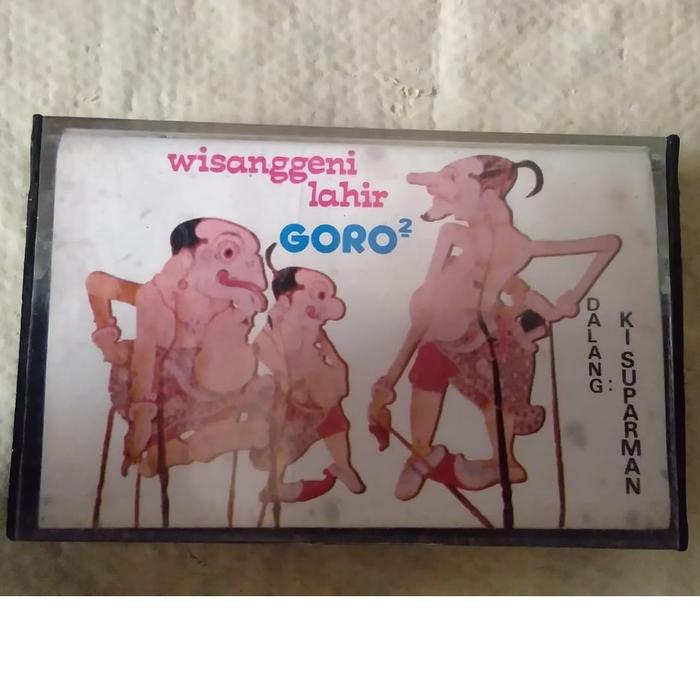 wisanggeni
lahir
GORO²
DALANG :
KI SUPARMAN